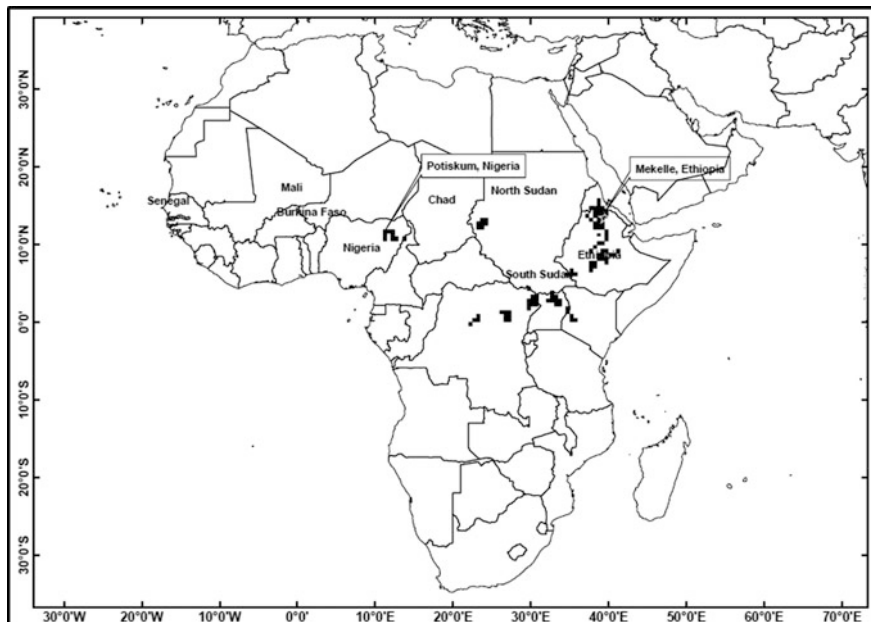 30°0'N
20°0'N
10°0'N
0°0'
10°0'S
20°0'S
30°0'S
Potiskum, Nigeria
Mekelle, Ethiopia
Mali
North Sudan
Senegal
Chad
Burkina Faso
Nigeria
Ethiopia
South Sudan
30°0'W
20°0'W
10°0'W
0°0'
10°0'E
20°0'E
30°0'E
40°0'E
50°0'E
60°0'E
70°0'E